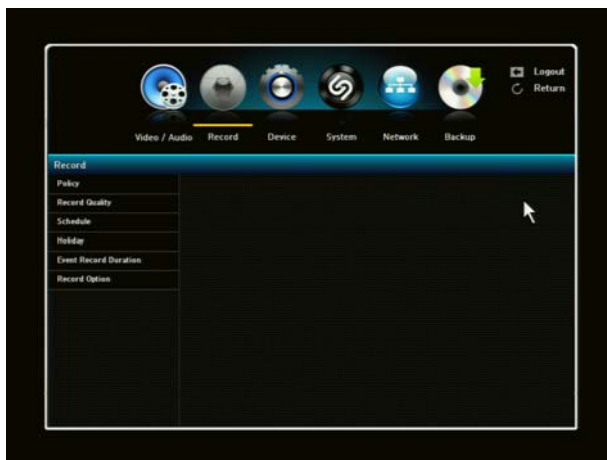 Logout
Return
Video / Audio Record Device System Network Backup
Record
Policy
Record Quality
Schedule
Holiday
Event Record Duration
Record Option